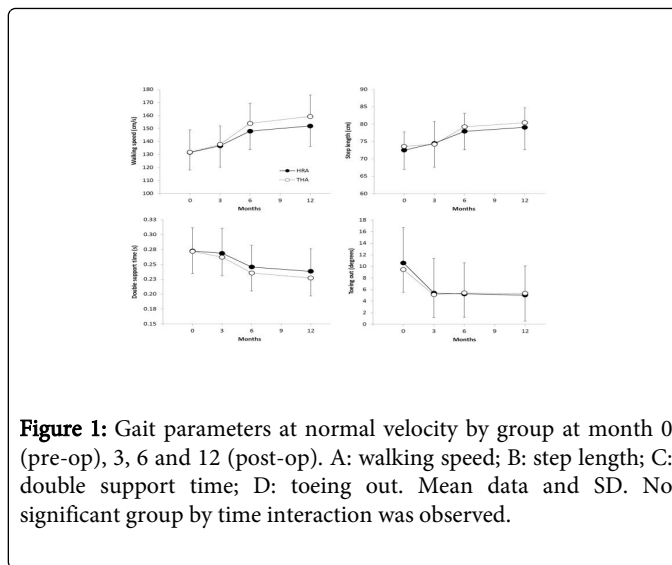 180
170
160
150
140
130
120
110
100
Walking speed (cm/s)
HRA
THA
0 3 6 9 12
Months
90
85
80
75
70
65
60
Step length (cm)
0 3 6 9 12
Months
0.33
0.30
0.28
0.25
0.23
0.20
0.18
0.15
Double support time (s)
0 3 6 9 12
Months
18
16
14
12
10
8
6
4
2
0
Toeing out (degrees)
0 3 6 9 12
Months
Figure 1: Gait parameters at normal velocity by group at month 0
(pre-op), 3, 6 and 12 (post-op). A: walking speed; B: step length; C:
double support time; D: toeing out. Mean data and SD. No
significant group by time interaction was observed.